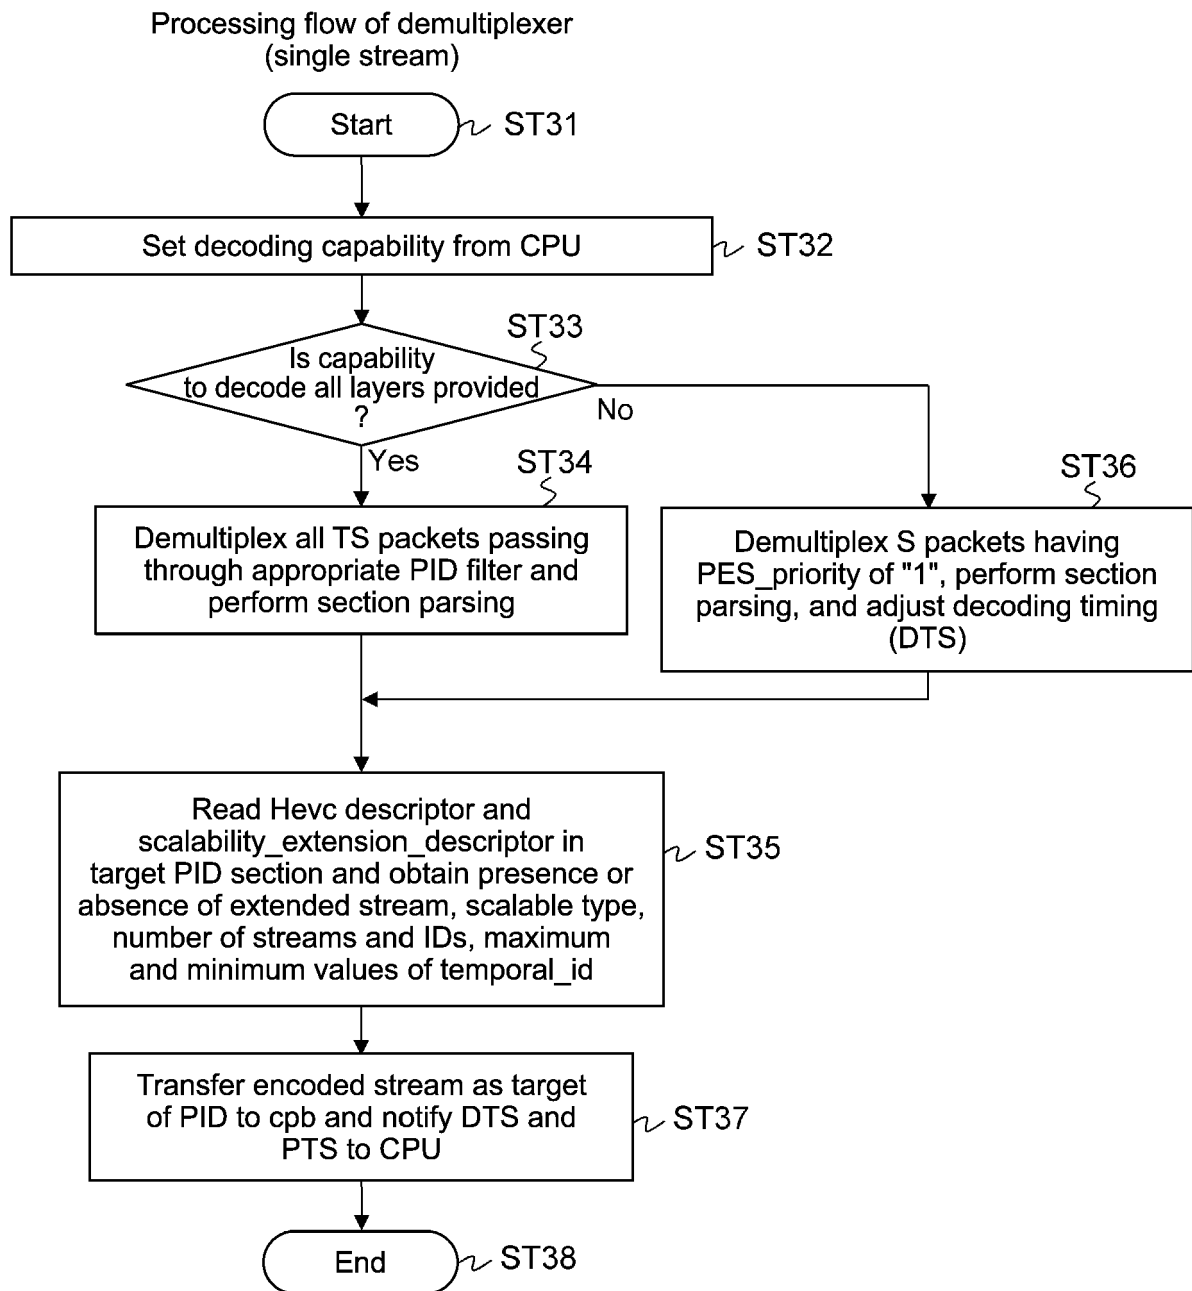 Processing flow of demultiplexer
(single stream)
Start
ST31
Set decoding capability from CPU
ST32
ST33
Is capability
to decode all layers provided
?
No
Yes
ST34
ST36
Demultiplex all TS packets passing
through appropriate PID filter and
perform section parsing
Demultiplex S packets having
PES_priority of "1", perform section
parsing, and adjust decoding timing
(DTS)
Read Hevc descriptor and
scalability_extension_descriptor in
target PID section and obtain presence or
absence of extended stream, scalable type,
number of streams and IDs, maximum
and minimum values of temporal_id
ST35
Transfer encoded stream as target
of PID to cpb and notify DTS and
PTS to CPU
ST37
End
ST38